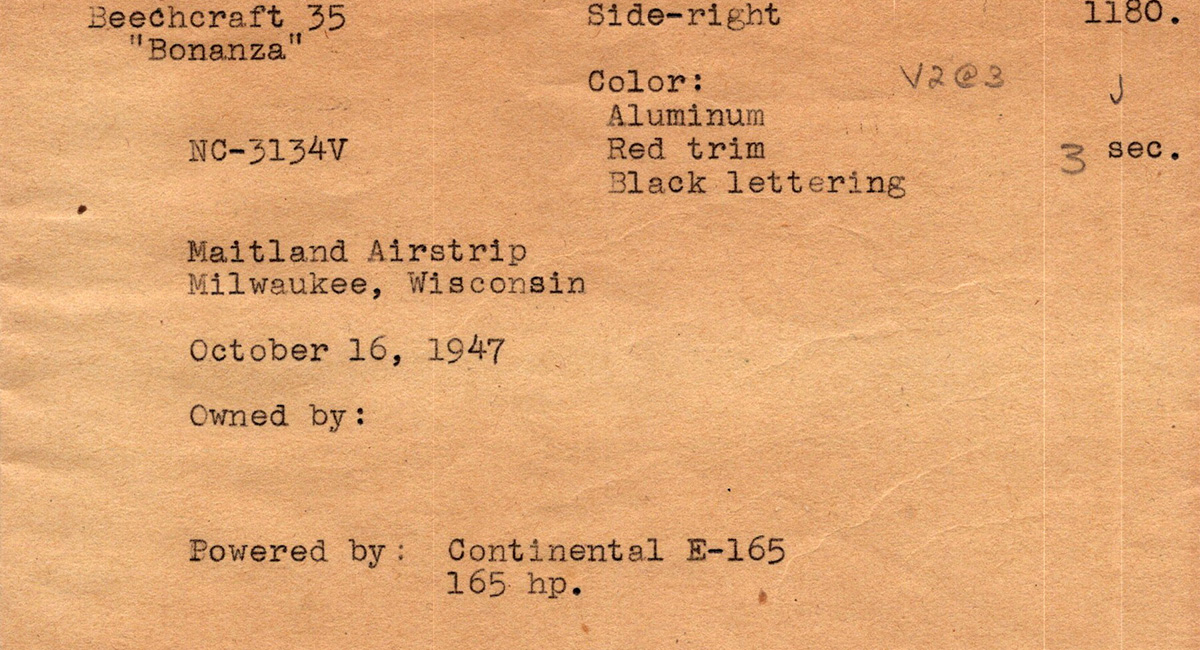 Beechcraft 35 Side-right 1180.
"Bonanza"
Color: V2@3 J
Aluminum
NC-3134V Red trim 3 sec.
Black lettering
Maitland Airstrip
Milwaukee, Wisconsin
October 16, 1947
Owned by:
Powered by: Continental E-165
165 hp.